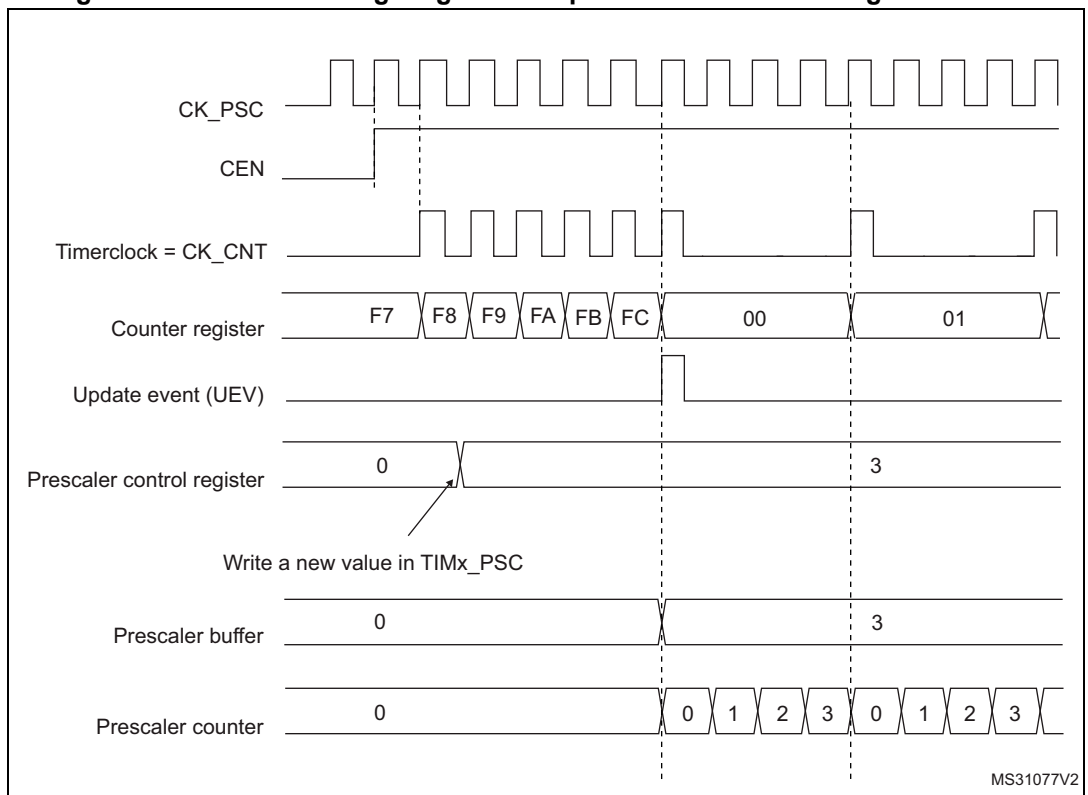 CK_PSC
CEN
Timerclock = CK_CNT
Counter register F7 F8 F9 FA FB FC 00 01
Update event (UEV)
Prescaler control register 0 3
Write a new value in TIMx_PSC
Prescaler buffer 0 3
Prescaler counter 0 0 1 2 3 0 1 2 3
MS31077V2